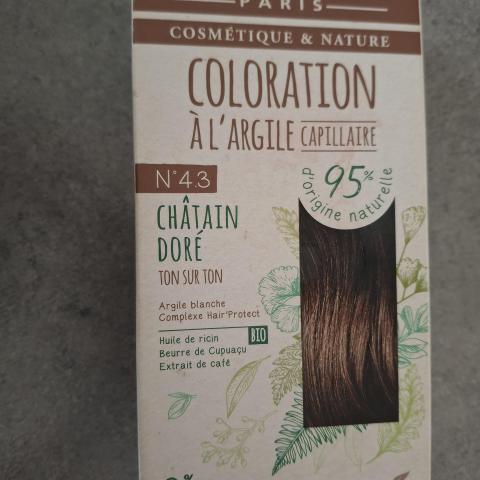 PARIS
COSMÉTIQUE & NATURE
COLORATION
À L'ARGILE CAPILLAIRE
N°4.3
95%
d'origine naturelle
CHÂTAIN
DORÉ
TON SUR TON
Argile blanche
Complexe Hair'Protect
Huile de ricin BIO
Beurre de Cupuaçu
Extrait de café